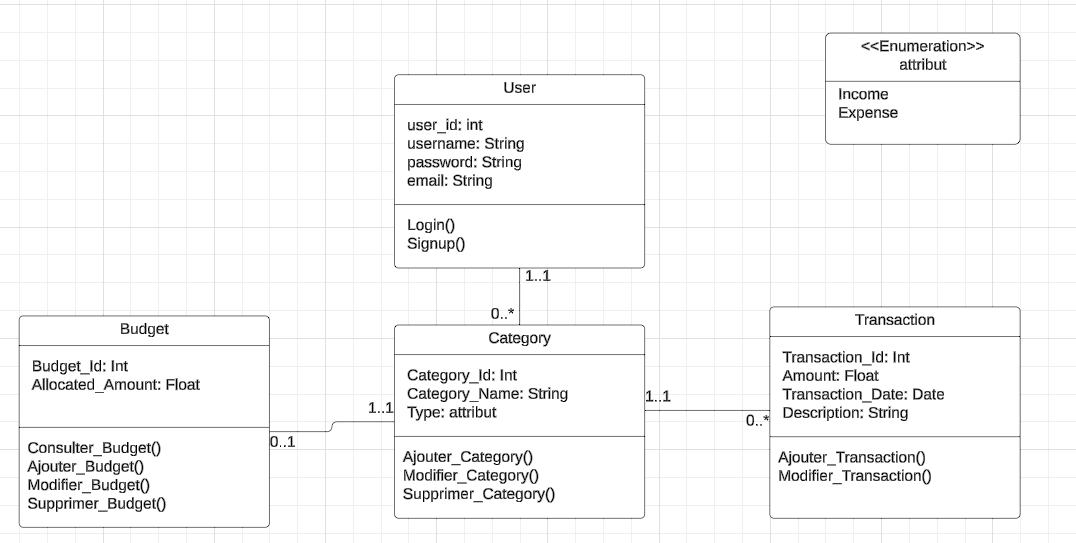 <<Enumeration>>
attribut
Income
Expense
User
user_id: int
username: String
password: String
email: String
Login()
Signup()
1..1
0..*
Budget
Budget_Id: Int
Allocated_Amount: Float
Consulter_Budget()
Ajouter_Budget()
Modifier_Budget()
Supprimer_Budget()
0..1
1..1
Category
Category_Id: Int
Category_Name: String
Type: attribut
Ajouter_Category()
Modifier_Category()
Supprimer_Category()
1..1
0..*
Transaction
Transaction_Id: Int
Amount: Float
Transaction_Date: Date
Description: String
Ajouter_Transaction()
Modifier_Transaction()